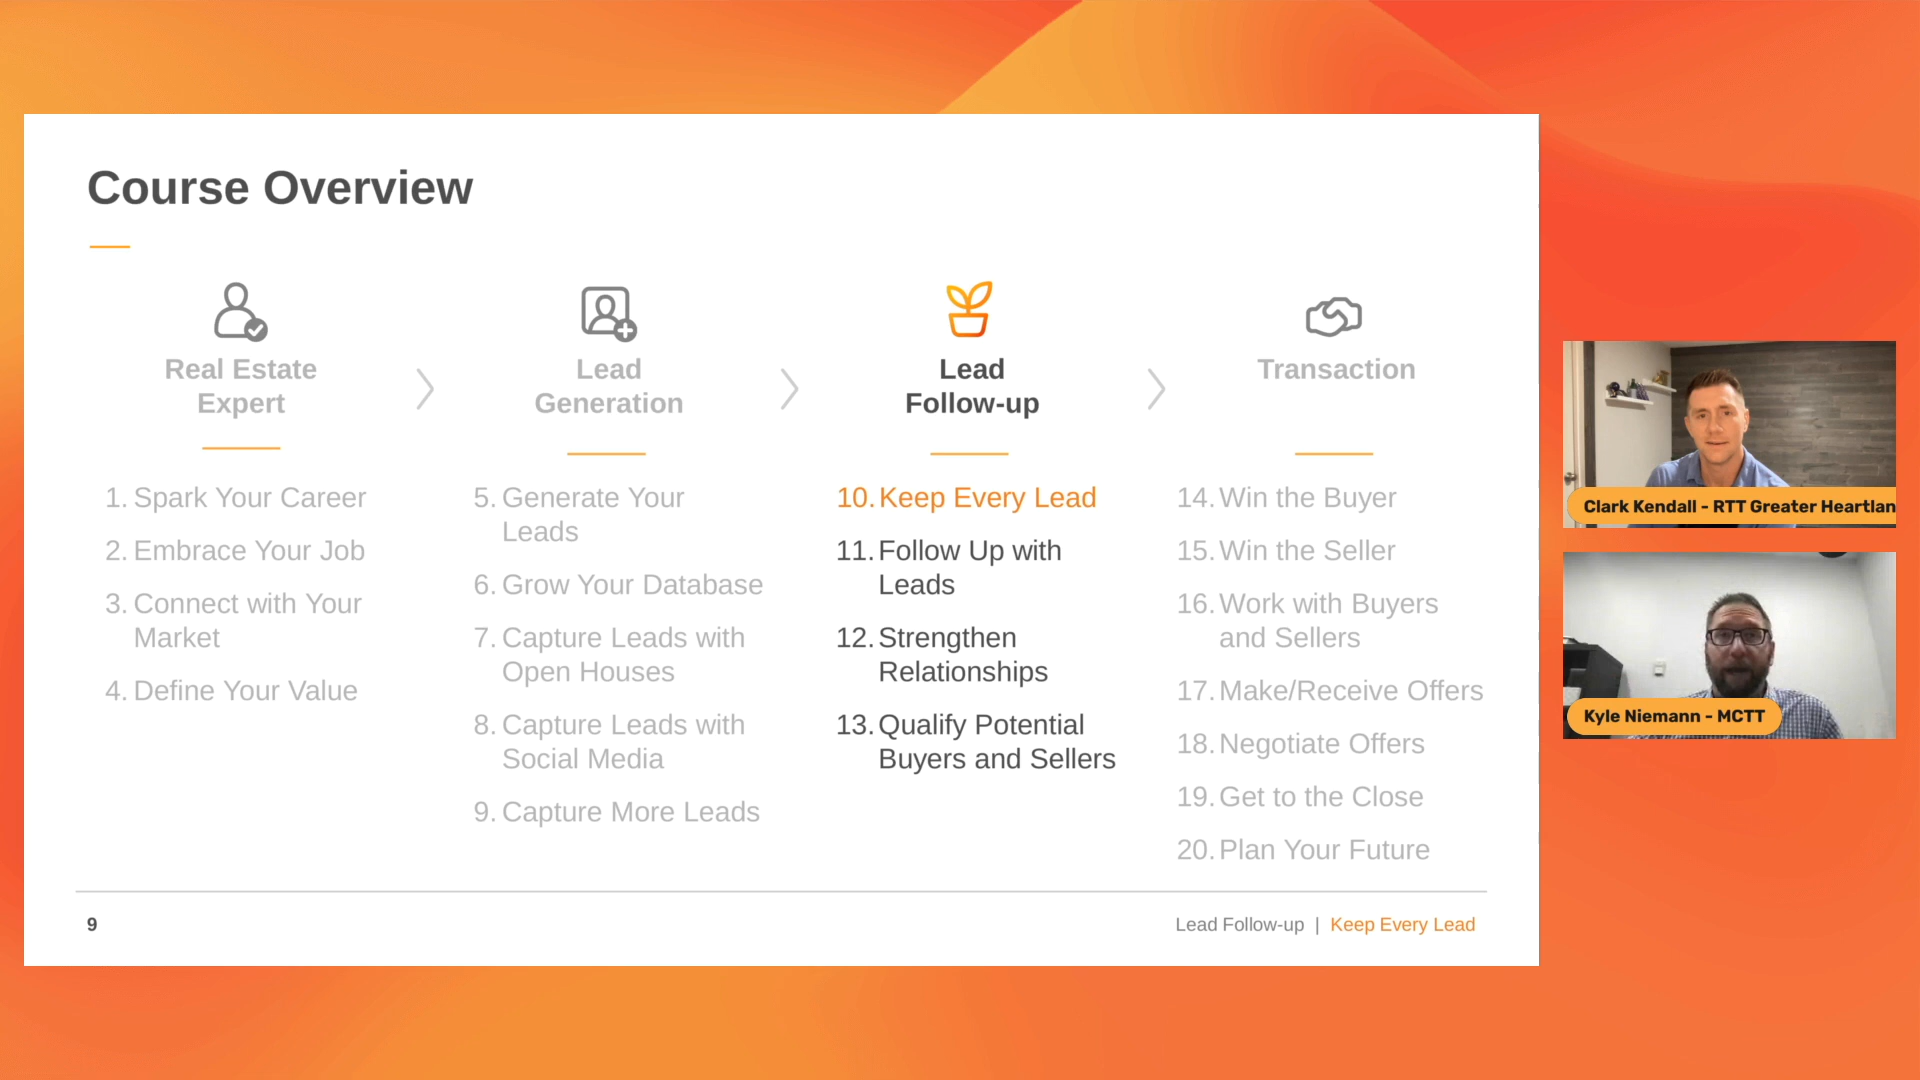 Course Overview
Real Estate
Expert
1. Spark Your Career
2. Embrace Your Job
3. Connect with Your
Market
4. Define Your Value
Lead
Generation
5. Generate Your
Leads
6. Grow Your Database
7. Capture Leads with
Open Houses
8. Capture Leads with
Social Media
9. Capture More Leads
Lead
Follow-up
10. Keep Every Lead
11. Follow Up with
Leads
12. Strengthen
Relationships
13. Qualify Potential
Buyers and Sellers
Transaction
14. Win the Buyer
15. Win the Seller
16. Work with Buyers
and Sellers
17. Make/Receive Offers
18. Negotiate Offers
19. Get to the Close
20. Plan Your Future
9
Lead Follow-up | Keep Every Lead
Clark Kendall - RTT Greater Heartlan
Kyle Niemann - MCTT